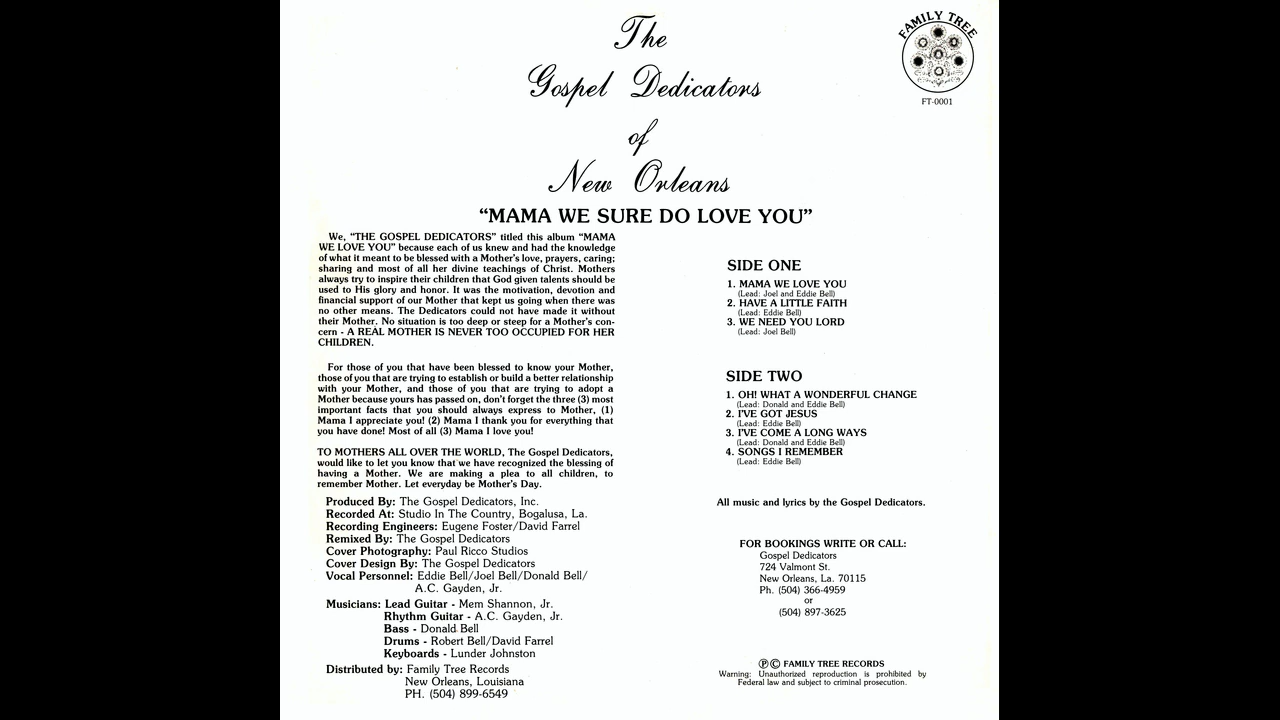 The
Gospel Dedicators
of
New Orleans
"MAMA WE SURE DO LOVE YOU"
FAMILY TREE
FT-0001
We, "THE GOSPEL DEDICATORS" titled this album "MAMA
WE LOVE YOU" because each of us knew and had the knowledge
of what it meant to be blessed with a Mother's love, prayers, caring;
sharing and most of all her divine teachings of Christ. Mothers
always try to inspire their children that God given talents should be
used to His glory and honor. It was the motivation, devotion and
financial support of our Mother that kept us going when there was
no other means. The Dedicators could not have made it without
their Mother. No situation is too deep or steep for a Mother's con-
cern - A REAL MOTHER IS NEVER TOO OCCUPIED FOR HER
CHILDREN.
For those of you that have been blessed to know your Mother,
those of you that are trying to establish or build a better relationship
with your Mother, and those of you that are trying to adopt a
Mother because yours has passed on, don't forget the three (3) most
important facts that you should always express to Mother, (1)
Mama I appreciate you! (2) Mama I thank you for everything that
you have done! Most of all (3) Mama I love you!
TO MOTHERS ALL OVER THE WORLD, The Gospel Dedicators,
would like to let you know that we have recognized the blessing of
having a Mother. We are making a plea to all children, to
remember Mother. Let everyday be Mother's Day.
Produced By: The Gospel Dedicators, Inc.
Recorded At: Studio In The Country, Bogalusa, La.
Recording Engineers: Eugene Foster/David Farrel
Remixed By: The Gospel Dedicators
Cover Photography: Paul Ricco Studios
Cover Design By: The Gospel Dedicators
Vocal Personnel: Eddie Bell/Joel Bell/Donald Bell/
A.C. Gayden, Jr.
Musicians: Lead Guitar - Mem Shannon, Jr.
Rhythm Guitar - A.C. Gayden, Jr.
Bass - Donald Bell
Drums - Robert Bell/David Farrel
Keyboards - Lunder Johnston
Distributed by: Family Tree Records
New Orleans, Louisiana
PH. (504) 899-6549
SIDE ONE
1. MAMA WE LOVE YOU
(Lead: Joel and Eddie Bell)
2. HAVE A LITTLE FAITH
(Lead: Eddie Bell)
3. WE NEED YOU LORD
(Lead: Joel Bell)
SIDE TWO
1. OH! WHAT A WONDERFUL CHANGE
(Lead: Donald and Eddie Bell)
2. I'VE GOT JESUS
(Lead: Eddie Bell)
3. I'VE COME A LONG WAYS
(Lead: Donald and Eddie Bell)
4. SONGS I REMEMBER
(Lead: Eddie Bell)
All music and lyrics by the Gospel Dedicators.
FOR BOOKINGS WRITE OR CALL:
Gospel Dedicators
724 Valmont St.
New Orleans, La. 70115
Ph. (504) 366-4959
or
(504) 897-3625
℗© FAMILY TREE RECORDS
Warning: Unauthorized reproduction is prohibited by
Federal law and subject to criminal prosecution.